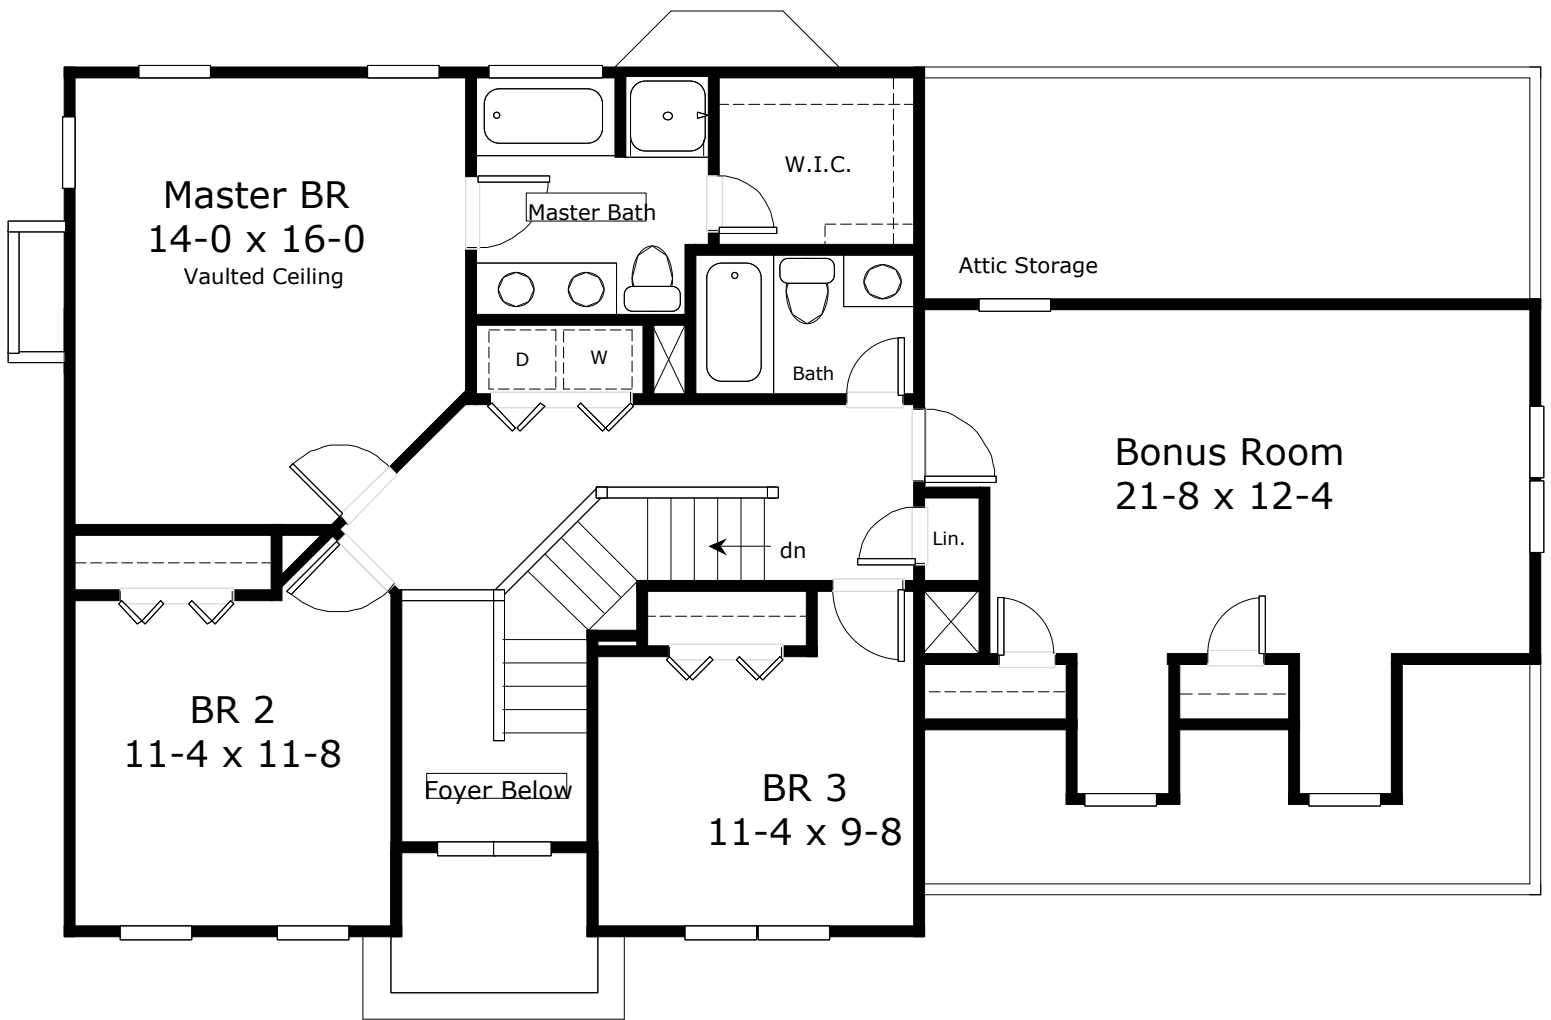 Master BR
14-0 x 16-0
Vaulted Ceiling
Master Bath
W.I.C.
Attic Storage
D
W
Bath
Bonus Room
21-8 x 12-4
dn
Lin.
BR 2
11-4 x 11-8
Foyer Below
BR 3
11-4 x 9-8